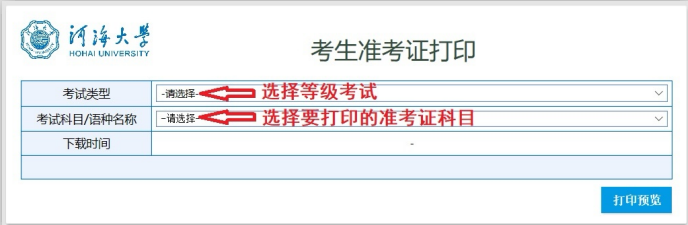 河海大学
HOHAI UNIVERSITY
考生准考证打印
考试类型 -请选择- 选择等级考试
考试科目/语种名称 -请选择- 选择要打印的准考证科目
下载时间 -
打印预览